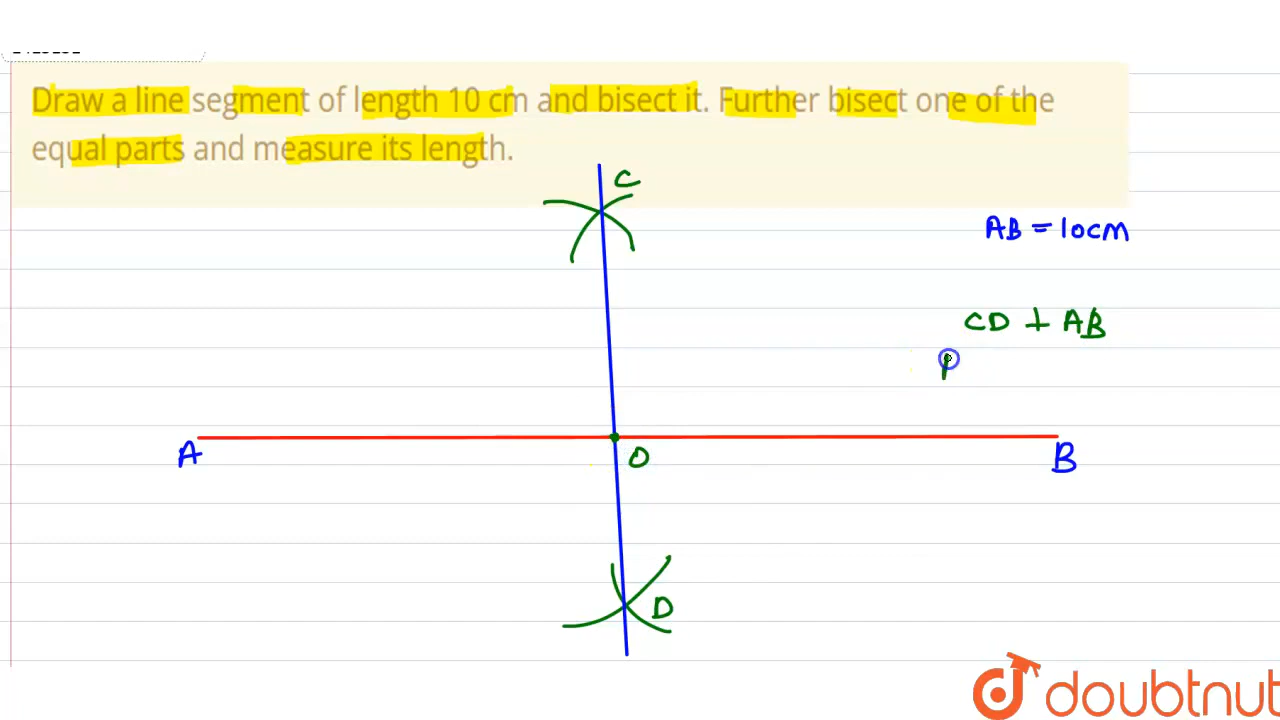 Draw a line segment of length 10 cm and bisect it. Further bisect one of the
equal parts and measure its length.
C
AB = 10cm
CD ⊥ AB
A
O
B
D
doubtnut